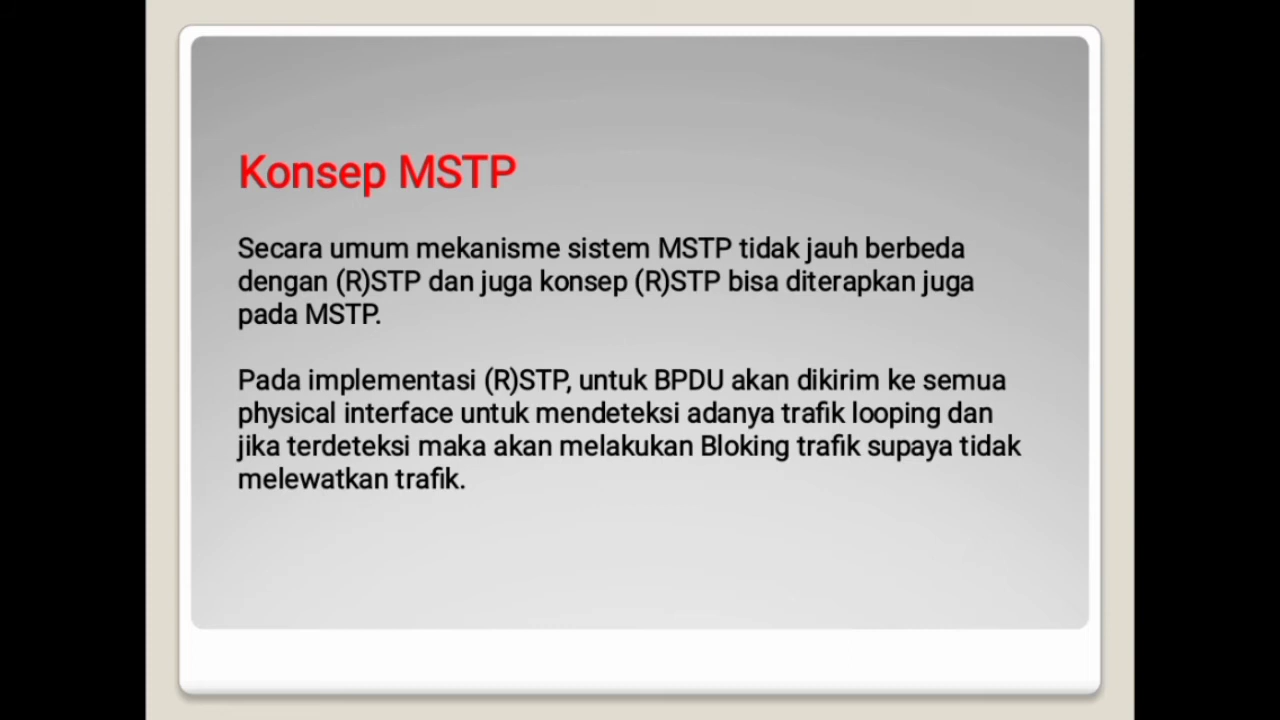 Konsep MSTP
Secara umum mekanisme sistem MSTP tidak jauh berbeda
dengan (R)STP dan juga konsep (R)STP bisa diterapkan juga
pada MSTP.
Pada implementasi (R)STP, untuk BPDU akan dikirim ke semua
physical interface untuk mendeteksi adanya trafik looping dan
jika terdeteksi maka akan melakukan Bloking trafik supaya tidak
melewatkan trafik.